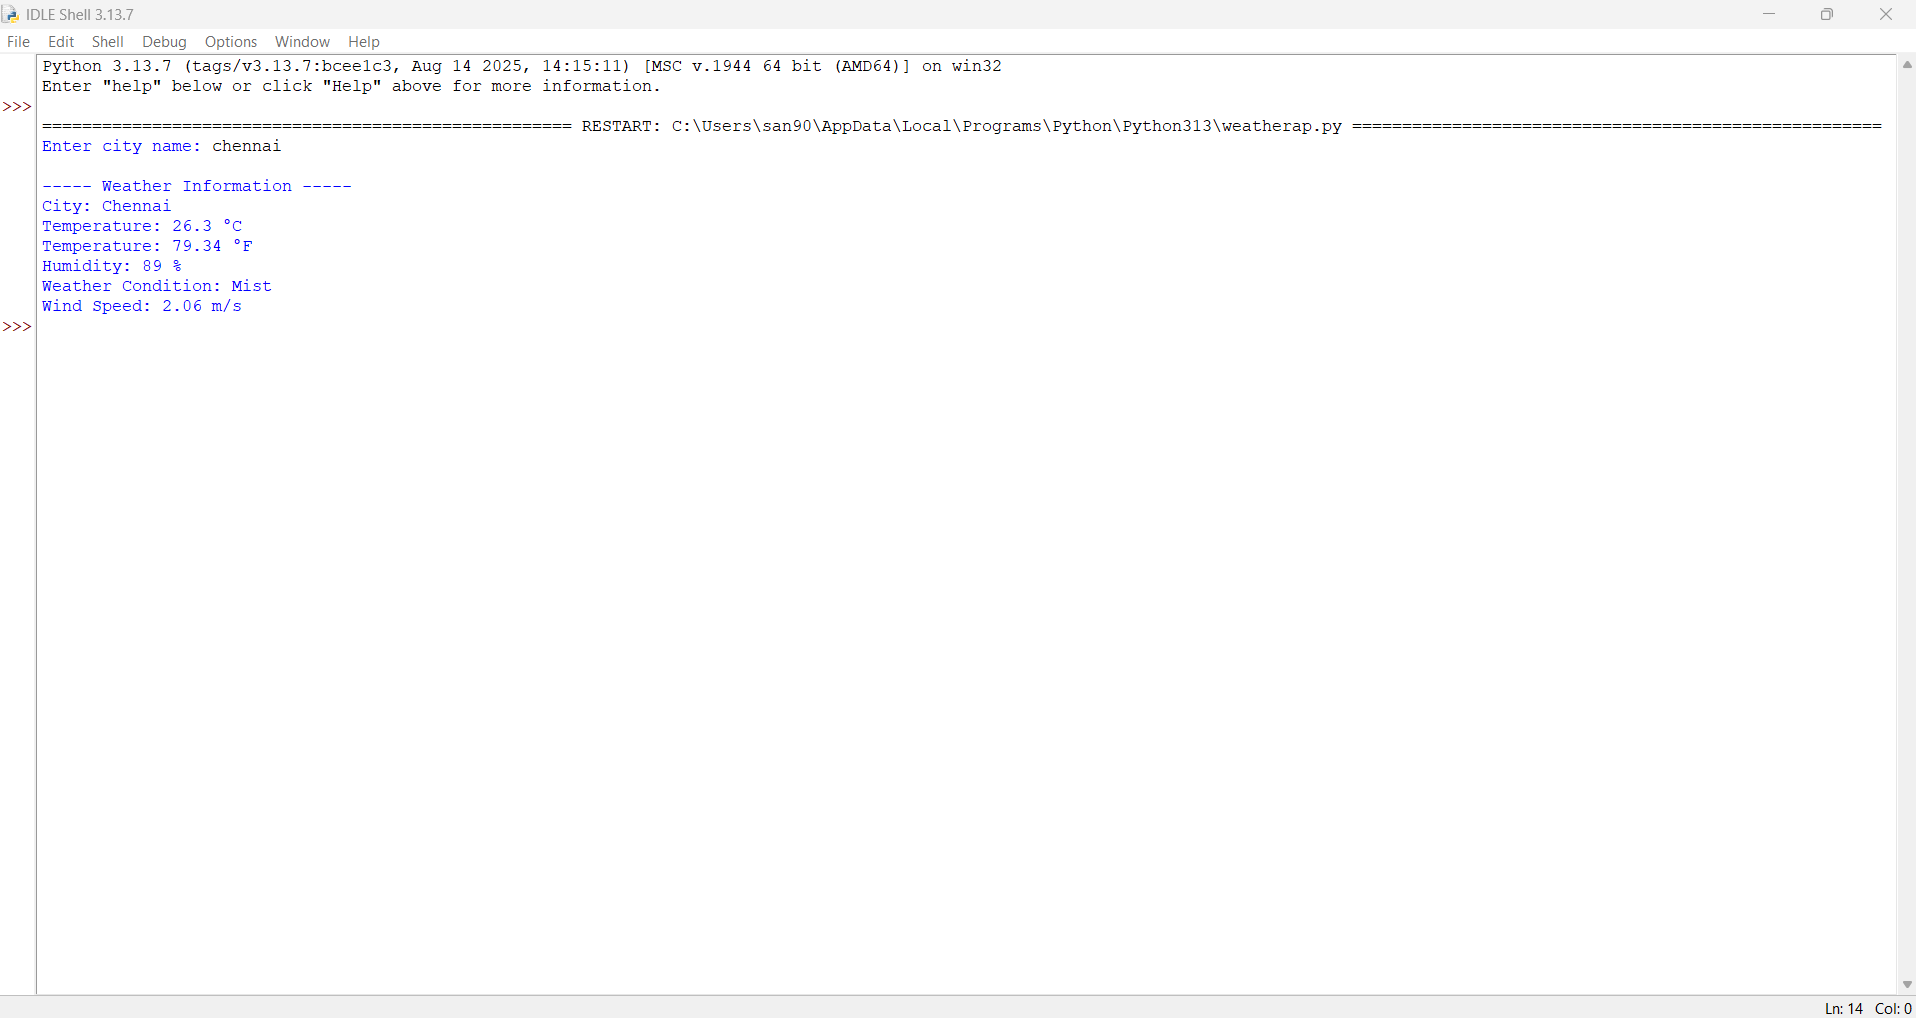 IDLE Shell 3.13.7
File Edit Shell Debug Options Window Help
Python 3.13.7 (tags/v3.13.7:bcee1c3, Aug 14 2025, 14:15:11) [MSC v.1944 64 bit (AMD64)] on win32
Enter "help" below or click "Help" above for more information.
>>>
===================================================== RESTART: C:\Users\san90\AppData\Local\Programs\Python\Python313\weatherap.py =====================================================
Enter city name: chennai
----- Weather Information -----
City: Chennai
Temperature: 26.3 °C
Temperature: 79.34 °F
Humidity: 89 %
Weather Condition: Mist
Wind Speed: 2.06 m/s
>>>
Ln: 14 Col: 0